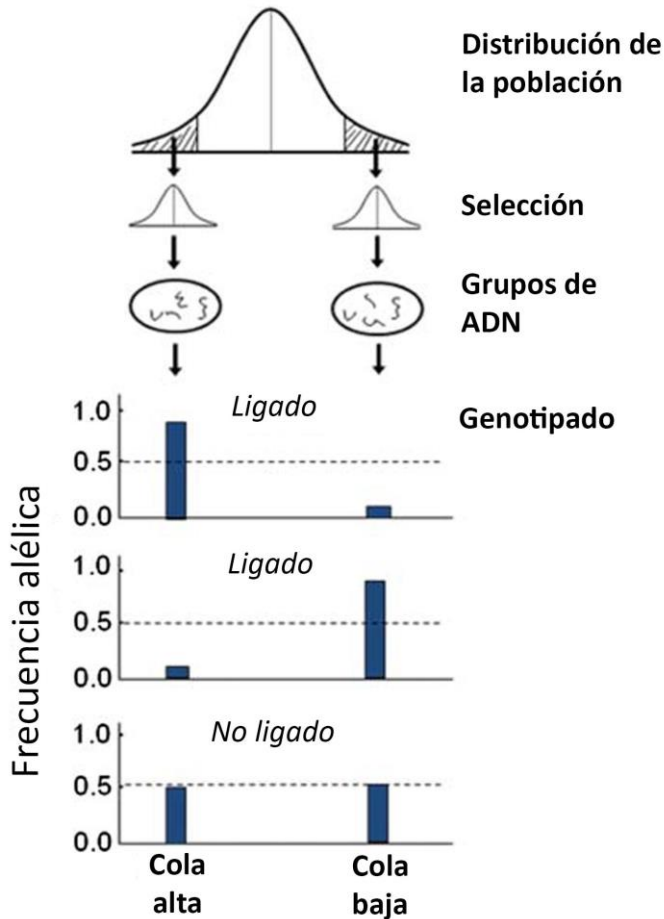 Distribución de
la población
Selección
Grupos de
ADN
Genotipado
Frecuencia alélica
Ligado
1.0
0.5
0.0
Ligado
1.0
0.5
0.0
No ligado
1.0
0.5
0.0
Cola
alta
Cola
baja